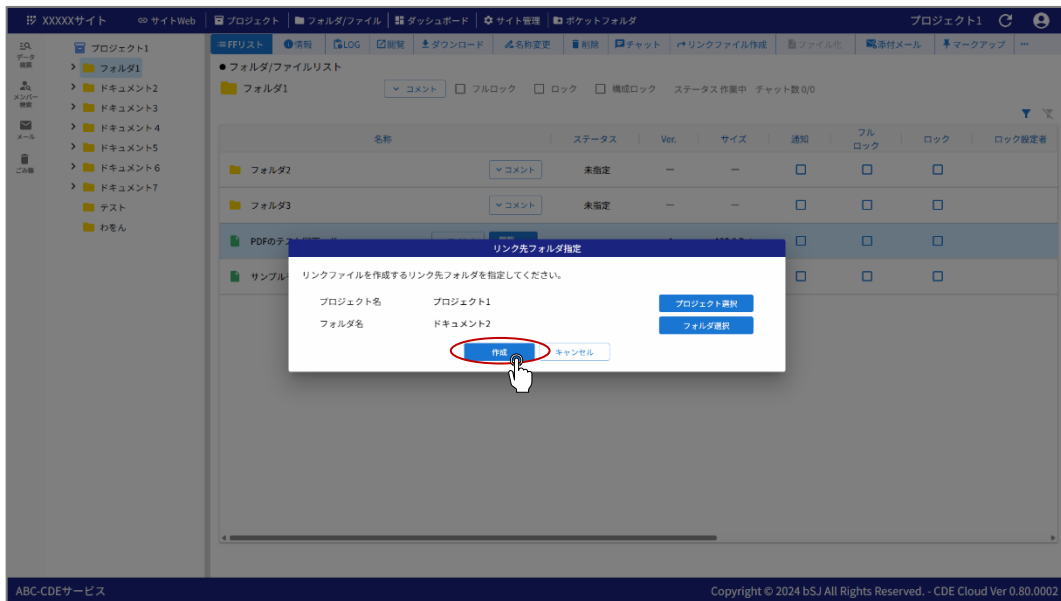 XXXXXサイト サイトWeb プロジェクト フォルダ/ファイル ダッシュボード サイト管理 ポケットフォルダ プロジェクト1
データ検索
メンバー検索
メール
ごみ箱
プロジェクト1
フォルダ1
ドキュメント2
ドキュメント3
ドキュメント４
ドキュメント5
ドキュメント６
ドキュメント7
テスト
わをん
FFリスト 情報 LOG 閲覧 ダウンロード 名称変更 削除 チャット リンクファイル作成 ファイル化 添付メール マークアップ ...
●フォルダ/ファイルリスト
フォルダ1 コメント フルロック ロック 構成ロック ステータス 作業中 チャット数 0/0
名称 ステータス Ver. サイズ 通知 フルロック ロック ロック設定者
フォルダ2 コメント 未指定 — —
フォルダ3 コメント 未指定 — —
PDFのテ
サンプル
リンク先フォルダ指定
リンクファイルを作成するリンク先フォルダを指定してください。
プロジェクト名 プロジェクト1 プロジェクト選択
フォルダ名 ドキュメント2 フォルダ選択
作成 キャンセル
ABC-CDEサービス Copyright © 2024 bSJ All Rights Reserved. - CDE Cloud Ver 0.80.0002